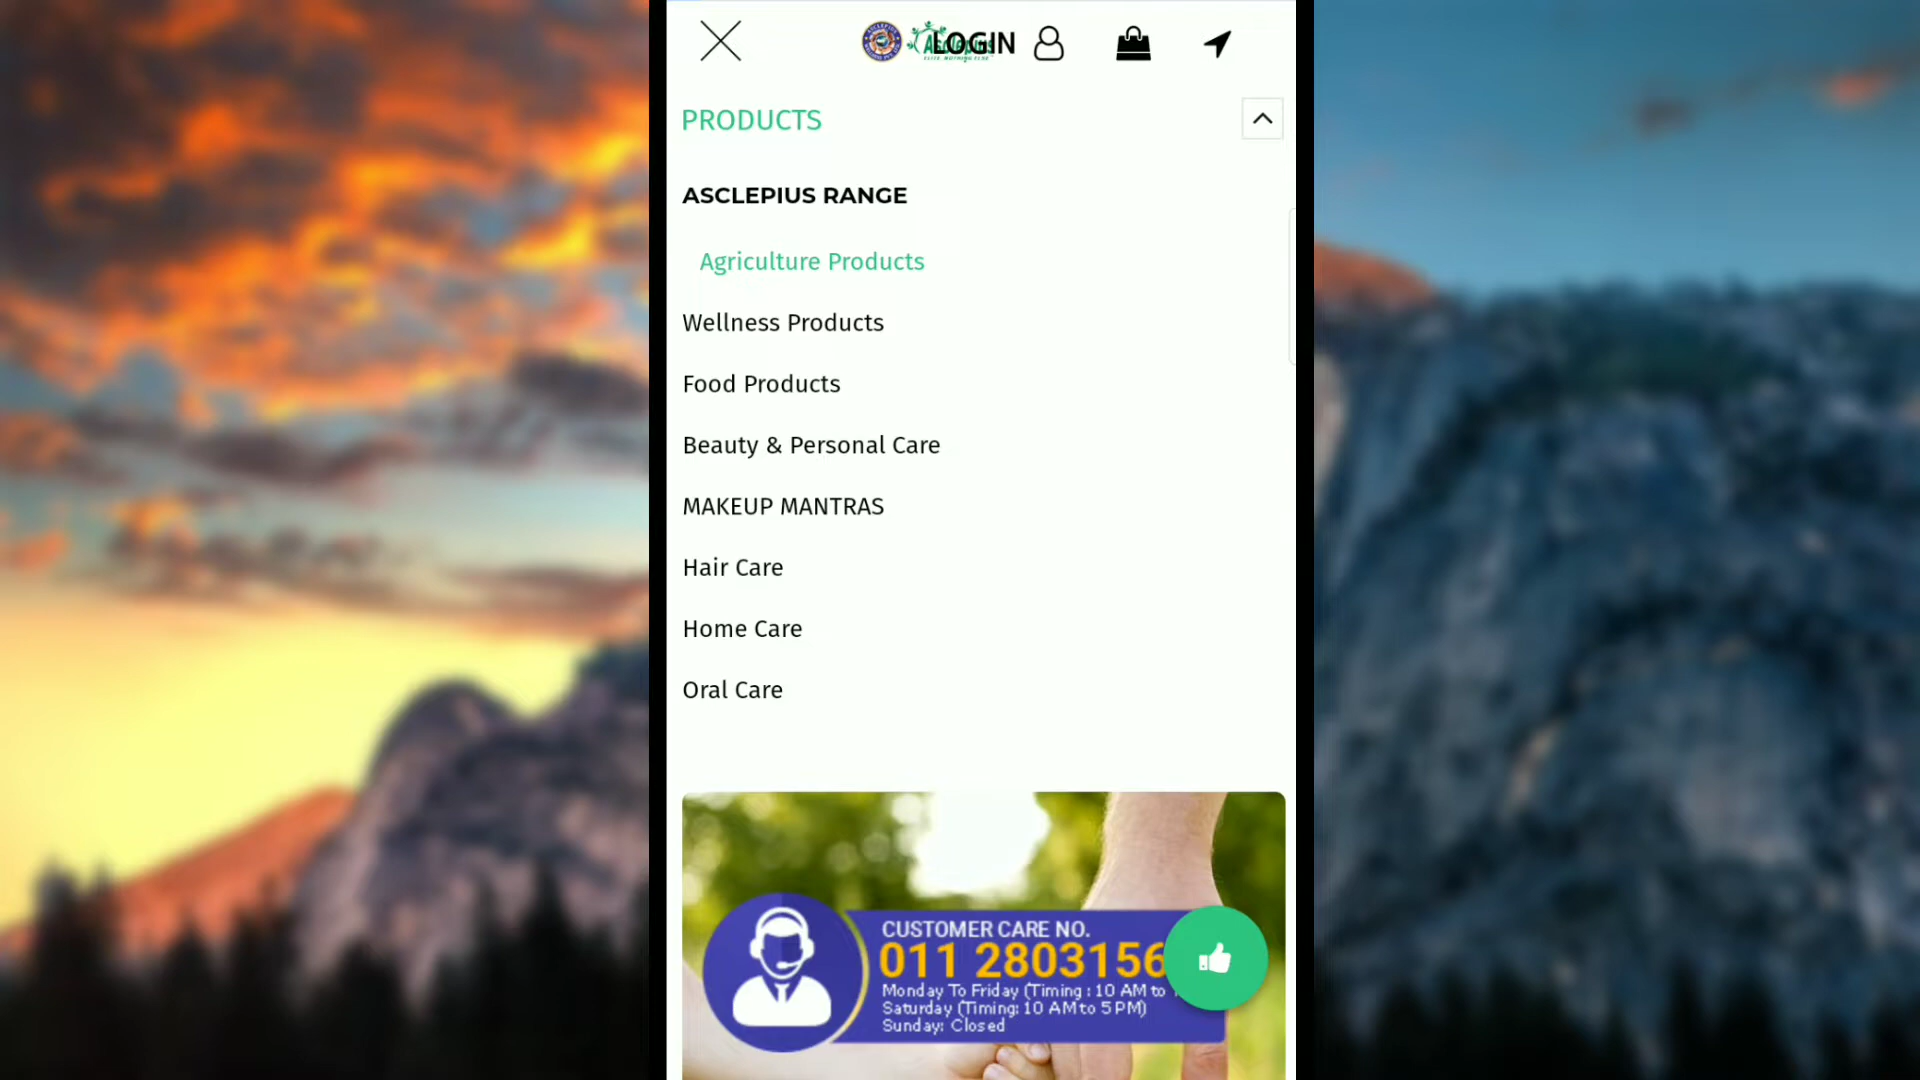 LOGIN
PRODUCTS
ASCLEPIUS RANGE
Agriculture Products
Wellness Products
Food Products
Beauty & Personal Care
MAKEUP MANTRAS
Hair Care
Home Care
Oral Care
CUSTOMER CARE NO.
011 2803156
Monday To Friday (Timing : 10 AM to
Saturday (Timing: 10 AM to 5 PM)
Sunday: Closed